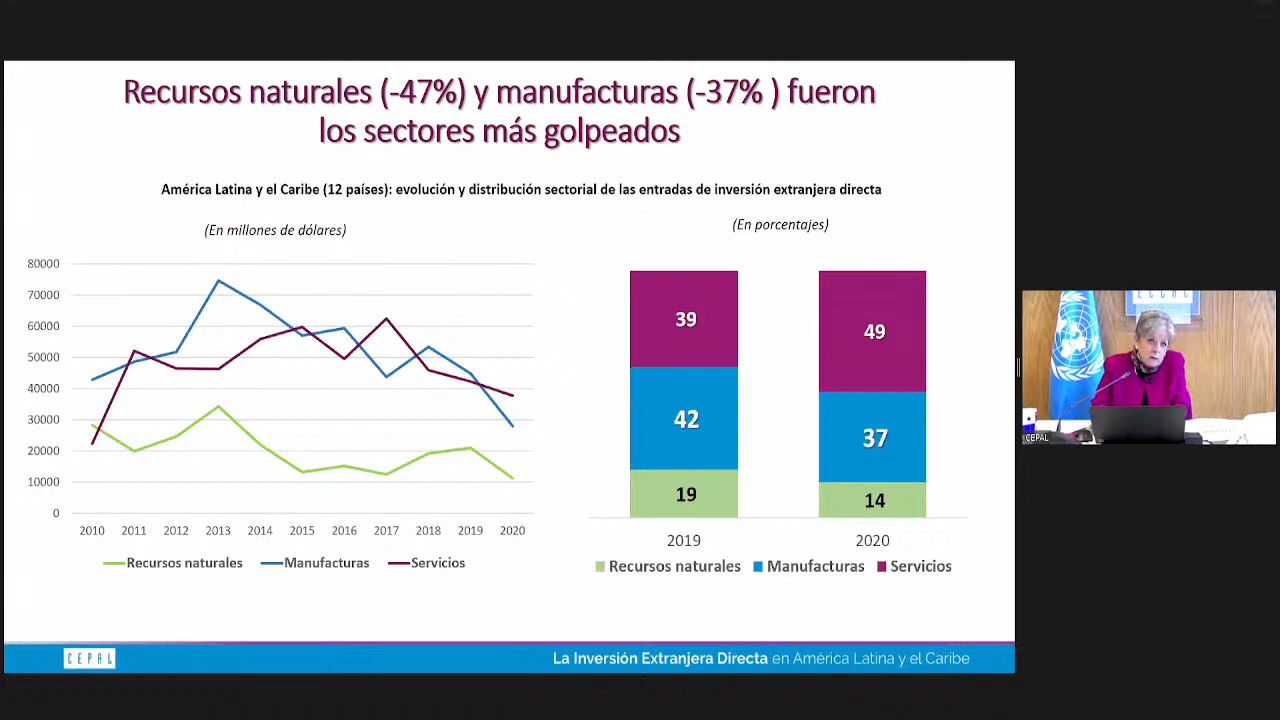 Recursos naturales (-47%) y manufacturas (-37% ) fueron
los sectores más golpeados
América Latina y el Caribe (12 países): evolución y distribución sectorial de las entradas de inversión extranjera directa
(En millones de dólares)
80000
70000
60000
50000
40000
30000
20000
10000
0
2010 2011 2012 2013 2014 2015 2016 2017 2018 2019 2020
Recursos naturales Manufacturas Servicios
(En porcentajes)
39
42
19
49
37
14
2019 2020
Recursos naturales Manufacturas Servicios
CEPAL
La Inversión Extranjera Directa en América Latina y el Caribe
CEPAL